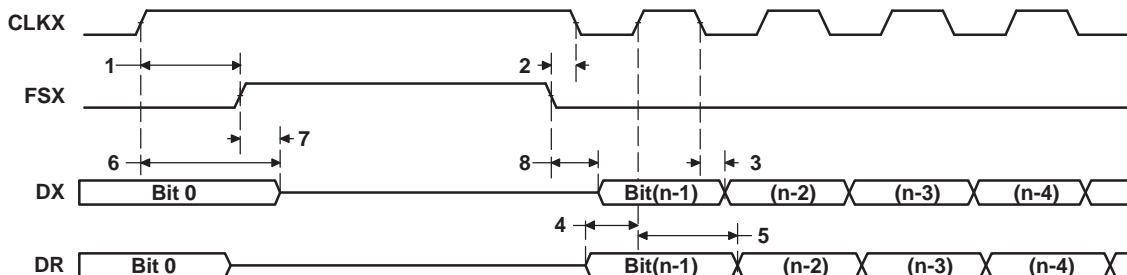 CLKX
1
2
FSX
7
6
8
3
DX
Bit 0
Bit(n-1)
(n-2)
(n-3)
(n-4)
4
5
DR
Bit 0
Bit(n-1)
(n-2)
(n-3)
(n-4)